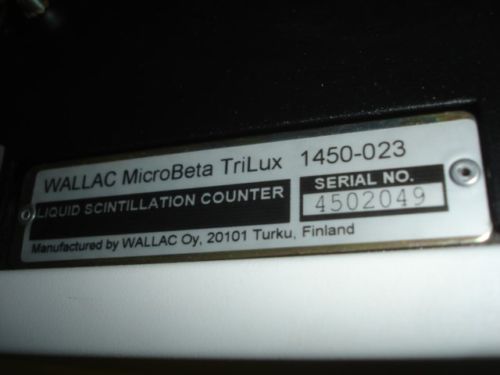 WALLAC MicroBeta TriLux 1450-023
LIQUID SCINTILLATION COUNTER
SERIAL NO.
4502049
Manufactured by WALLAC Oy, 20101 Turku, Finland